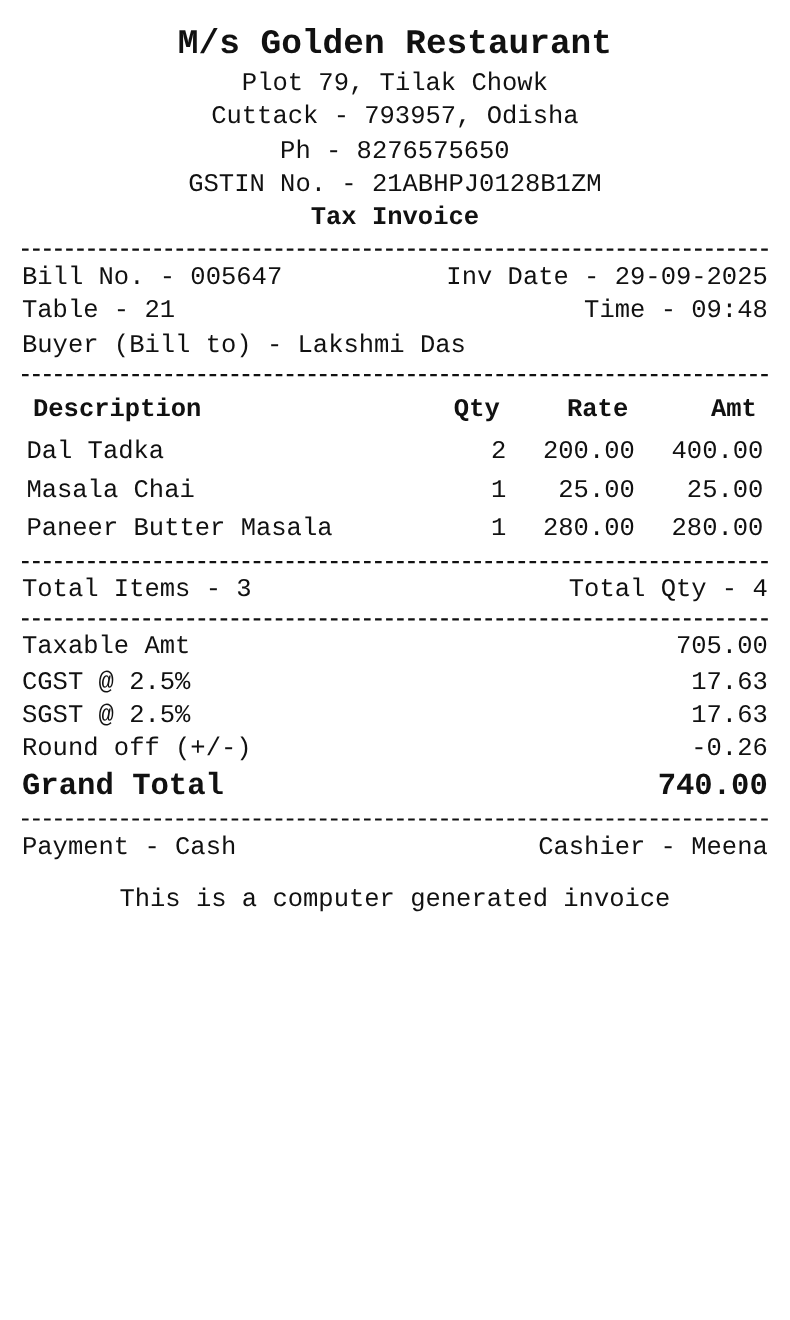 M/s Golden Restaurant
Plot 79, Tilak Chowk
Cuttack - 793957, Odisha
Ph - 8276575650
GSTIN No. - 21ABHPJ0128B1ZM
Tax Invoice
Bill No. - 005647 Inv Date - 29-09-2025
Table - 21 Time - 09:48
Buyer (Bill to) - Lakshmi Das
Description Qty Rate Amt
Dal Tadka 2 200.00 400.00
Masala Chai 1 25.00 25.00
Paneer Butter Masala 1 280.00 280.00
Total Items - 3 Total Qty - 4
Taxable Amt 705.00
CGST @ 2.5% 17.63
SGST @ 2.5% 17.63
Round off (+/-) -0.26
Grand Total 740.00
Payment - Cash Cashier - Meena
This is a computer generated invoice